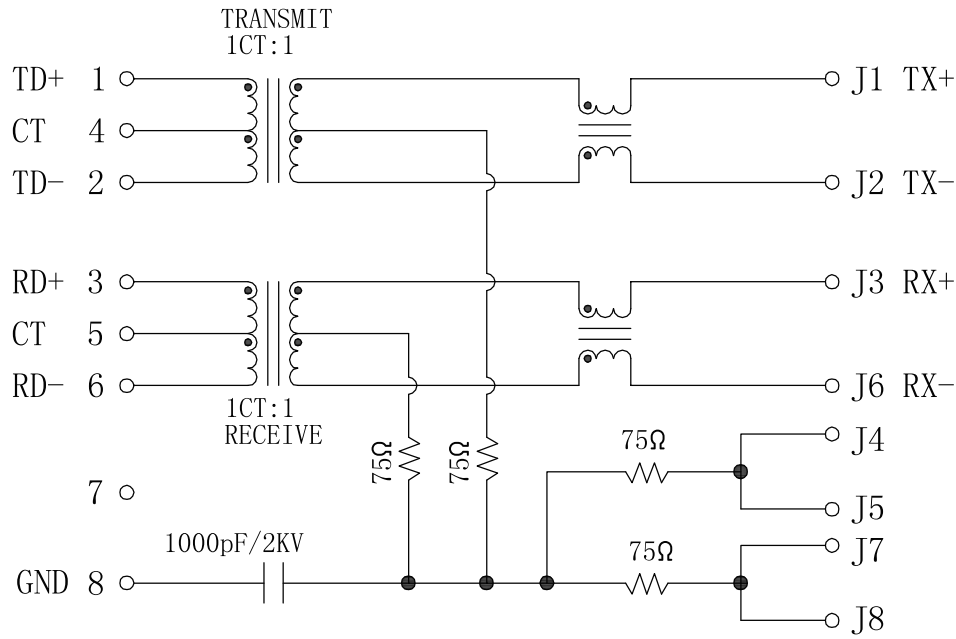 TRANSMIT
1CT:1
TD+ 1
J1 TX+
CT 4
TD- 2
J2 TX-
RD+ 3
J3 RX+
CT 5
RD- 6
J6 RX-
1CT:1
RECEIVE
75Ω
75Ω
75Ω
J4
7
J5
1000pF/2KV
75Ω
J7
GND 8
J8